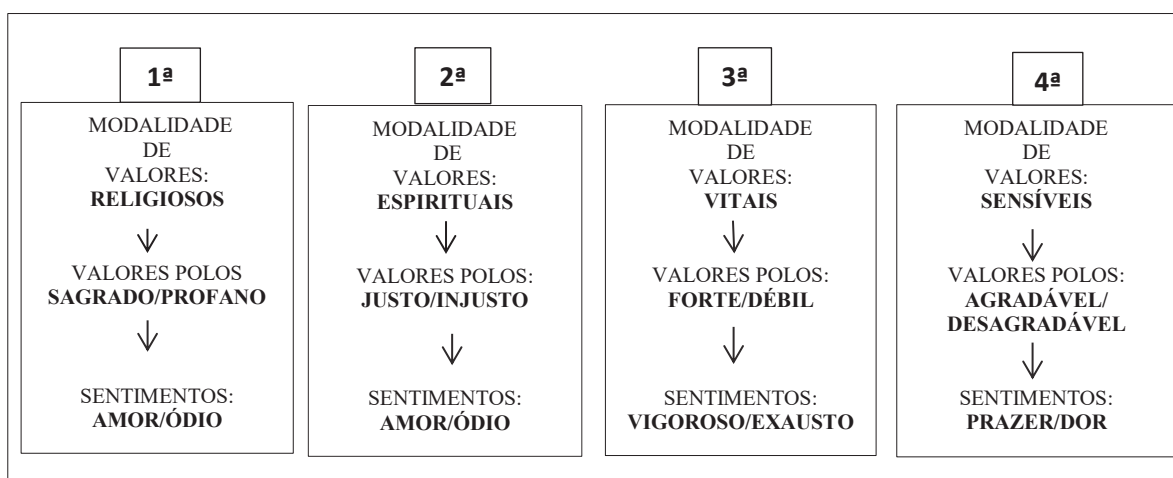 1ª
MODALIDADE
DE
VALORES:
RELIGIOSOS
VALORES POLOS
SAGRADO/PROFANO
SENTIMENTOS:
AMOR/ÓDIO
2ª
MODALIDADE
DE
VALORES:
ESPIRITUAIS
VALORES POLOS:
JUSTO/INJUSTO
SENTIMENTOS:
AMOR/ÓDIO
3ª
MODALIDADE
DE
VALORES:
VITAIS
VALORES POLOS:
FORTE/DÉBIL
SENTIMENTOS:
VIGOROSO/EXAUSTO
4ª
MODALIDADE
DE
VALORES:
SENSÍVEIS
VALORES POLOS:
AGRADÁVEL/
DESAGRADÁVEL
SENTIMENTOS:
PRAZER/DOR